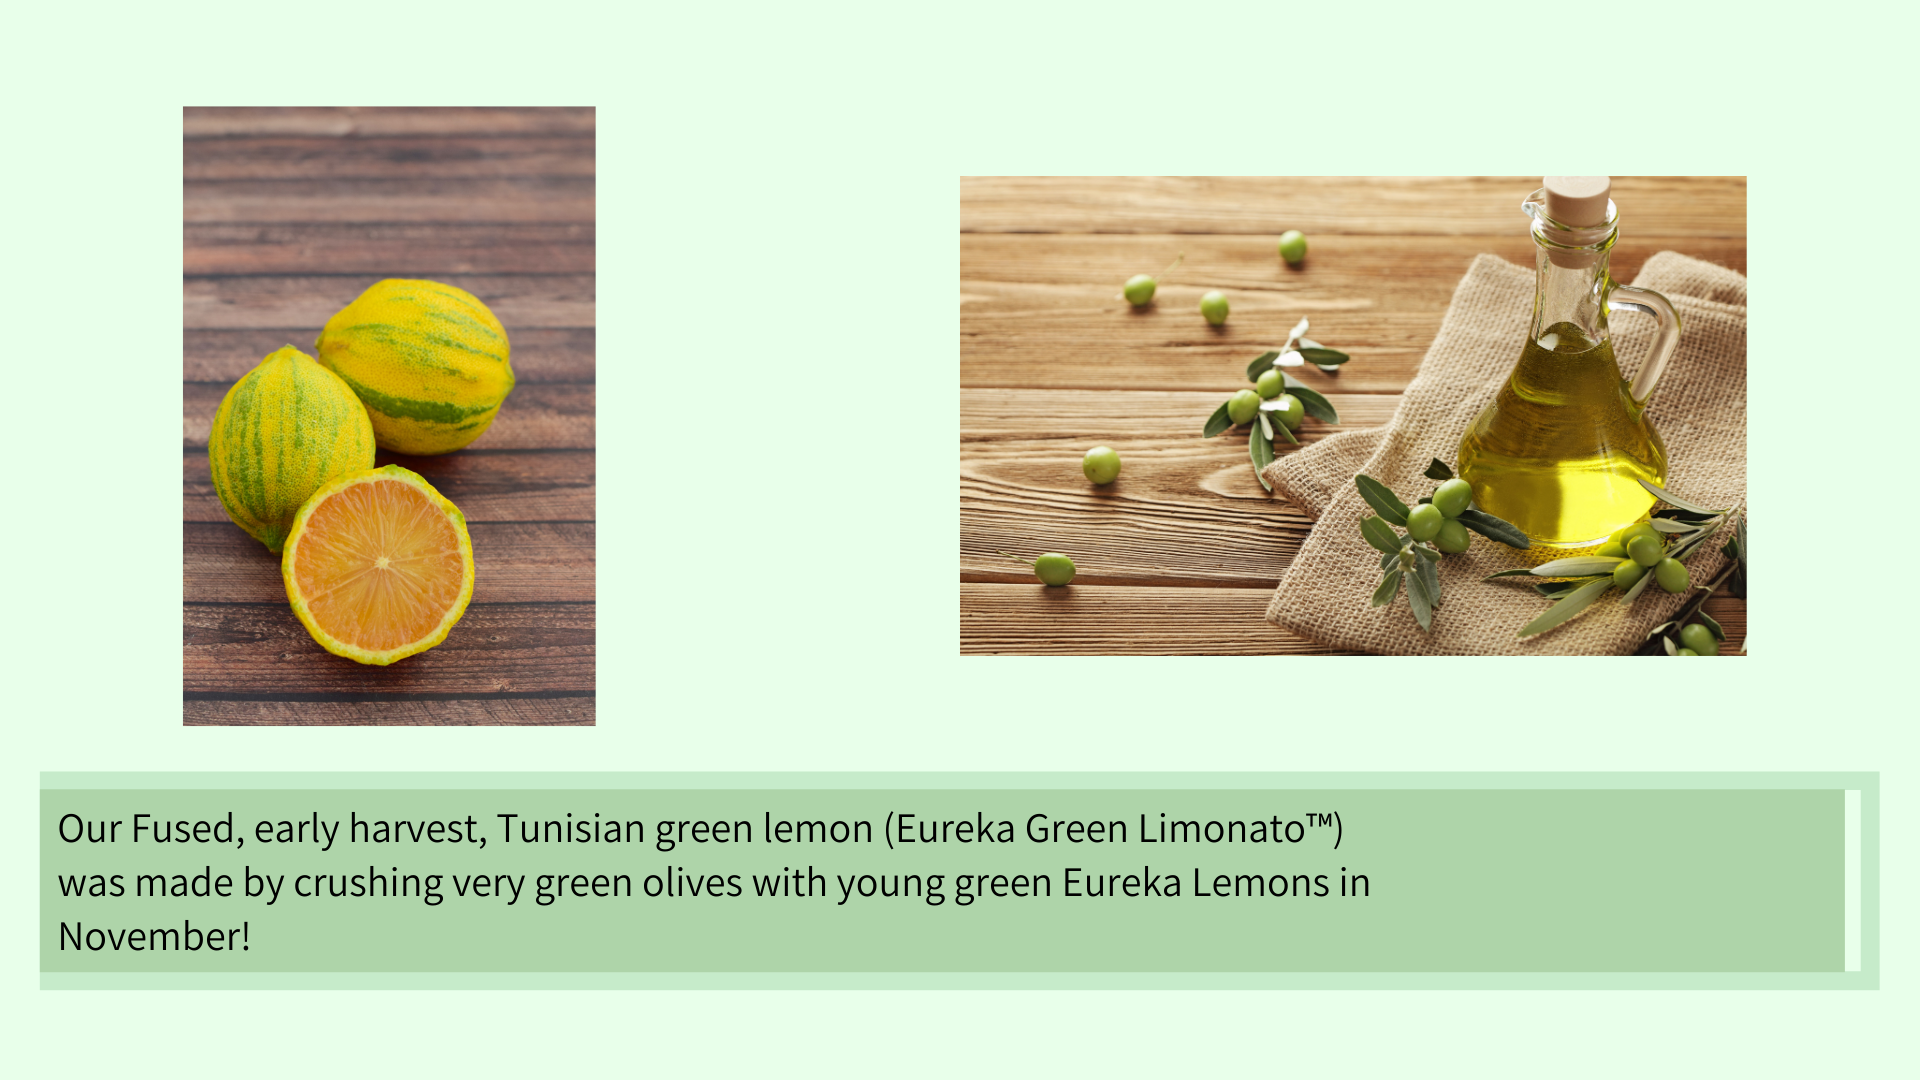 Our Fused, early harvest, Tunisian green lemon (Eureka Green Limonato™)
was made by crushing very green olives with young green Eureka Lemons in
November!